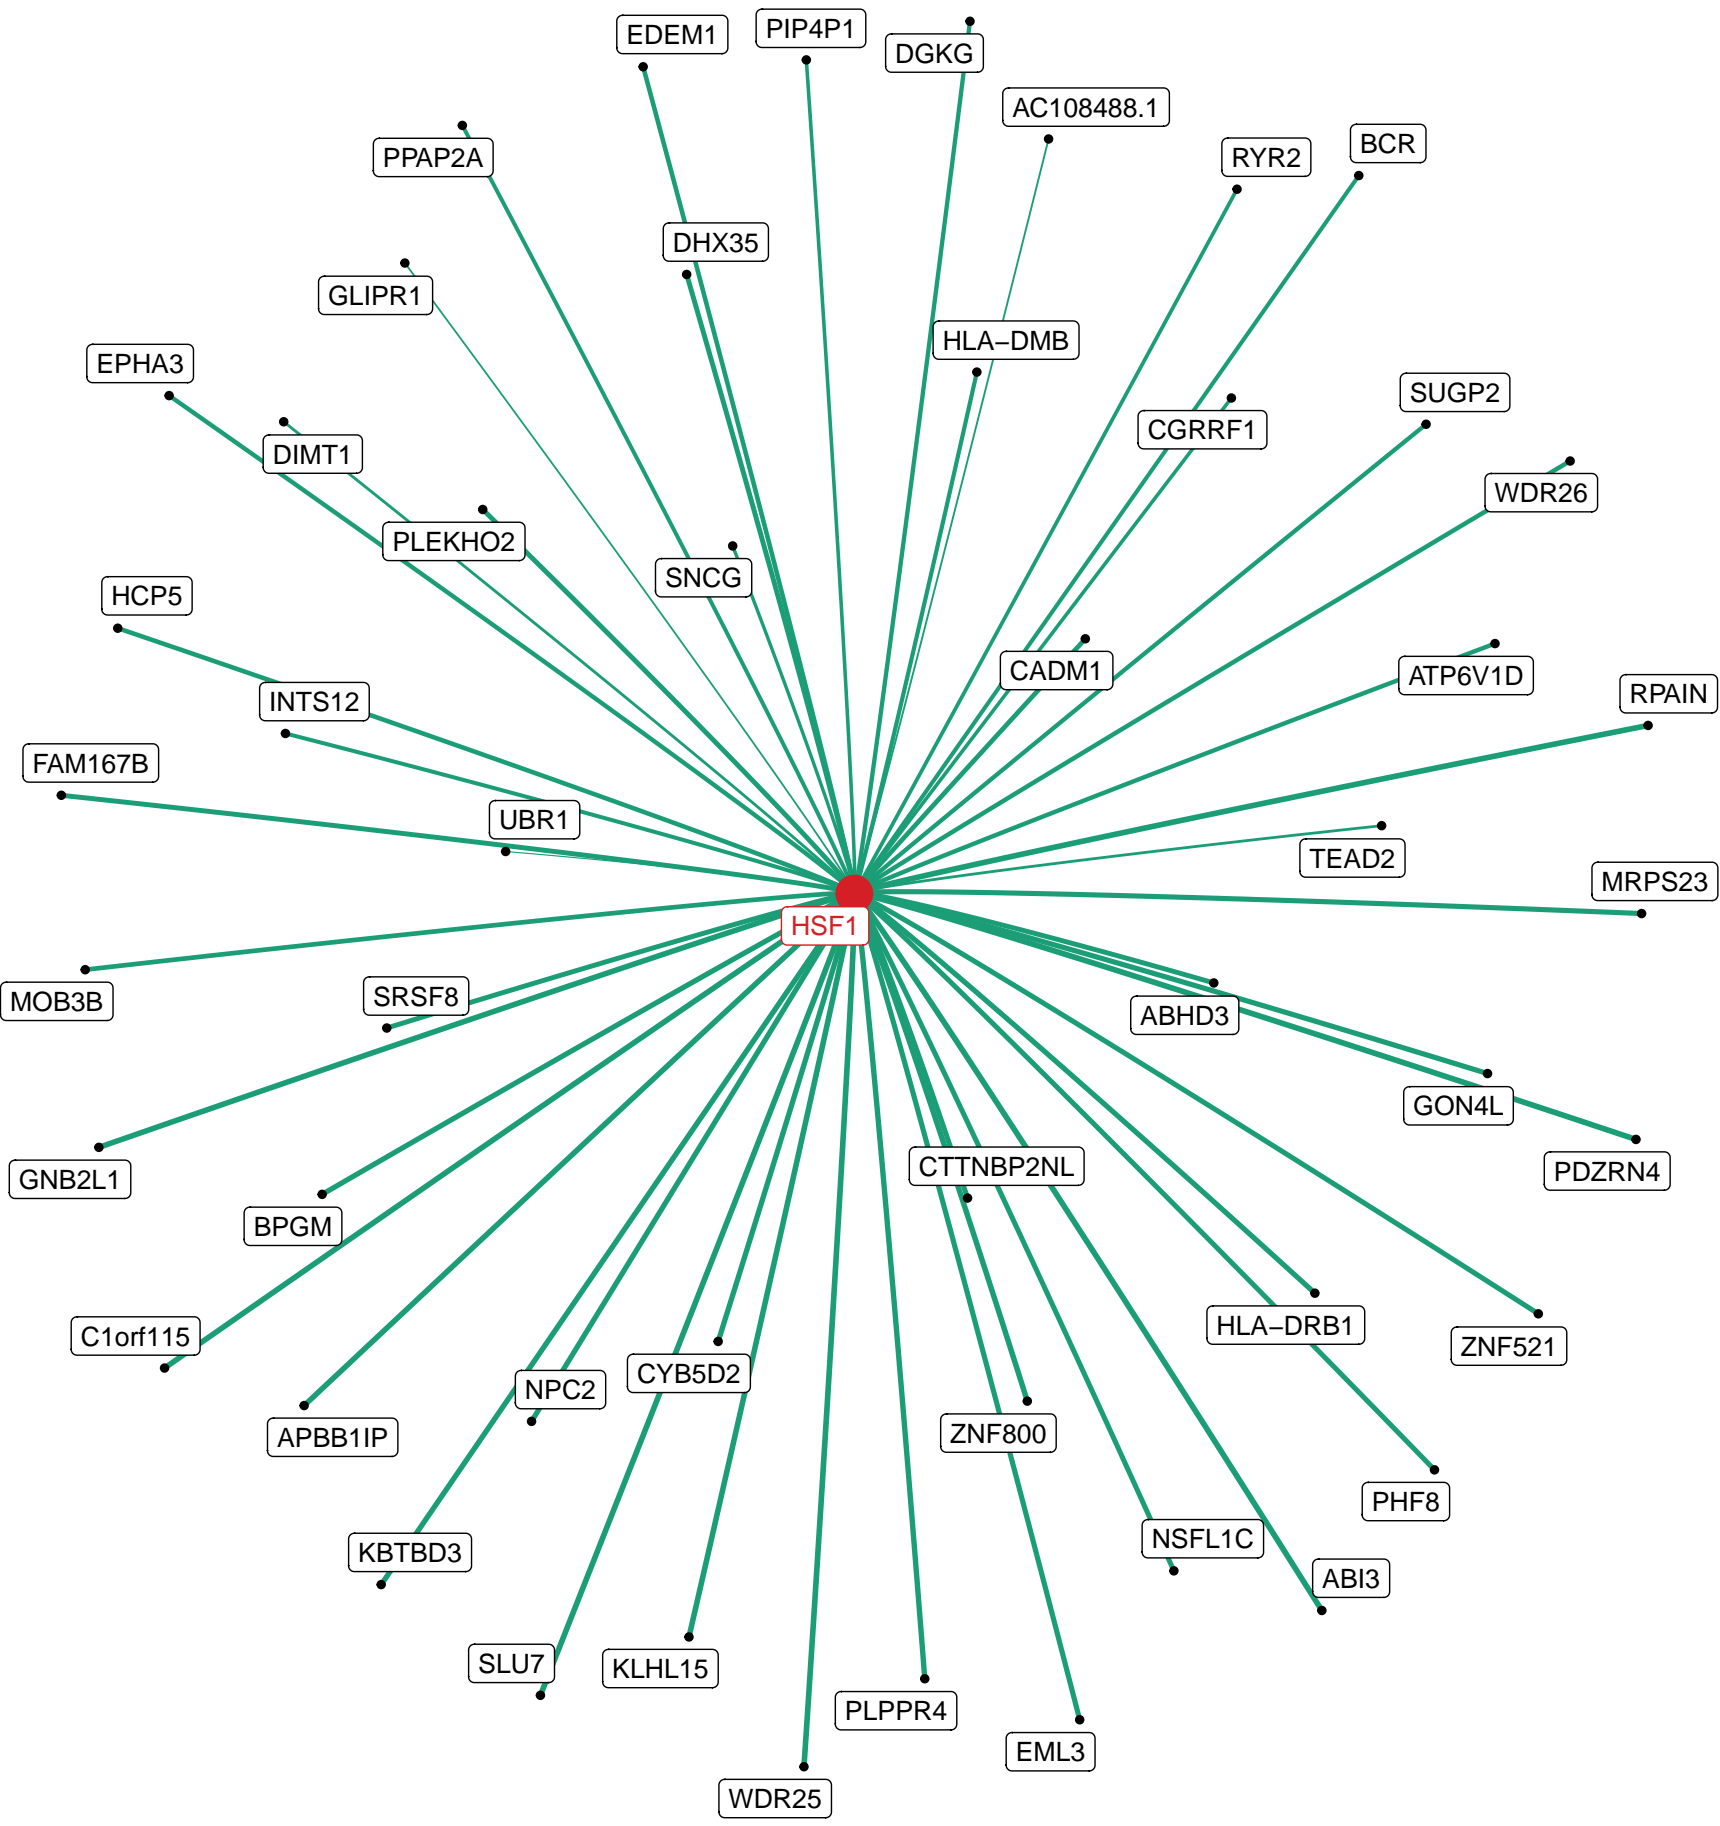 PIP4P1
EDEM1
DGKG
AC108488.1
BCR
PPAP2A
RYR2
DHX35
GLIPR1
HLA−DMB
EPHA3
SUGP2
CGRRF1
DIMT1
WDR26
PLEKHO2
SNCG
HCP5
CADM1
ATP6V1D
RPAIN
INTS12
FAM167B
UBR1
TEAD2
MRPS23
HSF1
SRSF8
MOB3B
ABHD3
GON4L
CTTNBP2NL
PDZRN4
GNB2L1
BPGM
HLA−DRB1
C1orf115
ZNF521
CYB5D2
NPC2
ZNF800
APBB1IP
PHF8
NSFL1C
KBTBD3
ABI3
SLU7
KLHL15
PLPPR4
EML3
WDR25